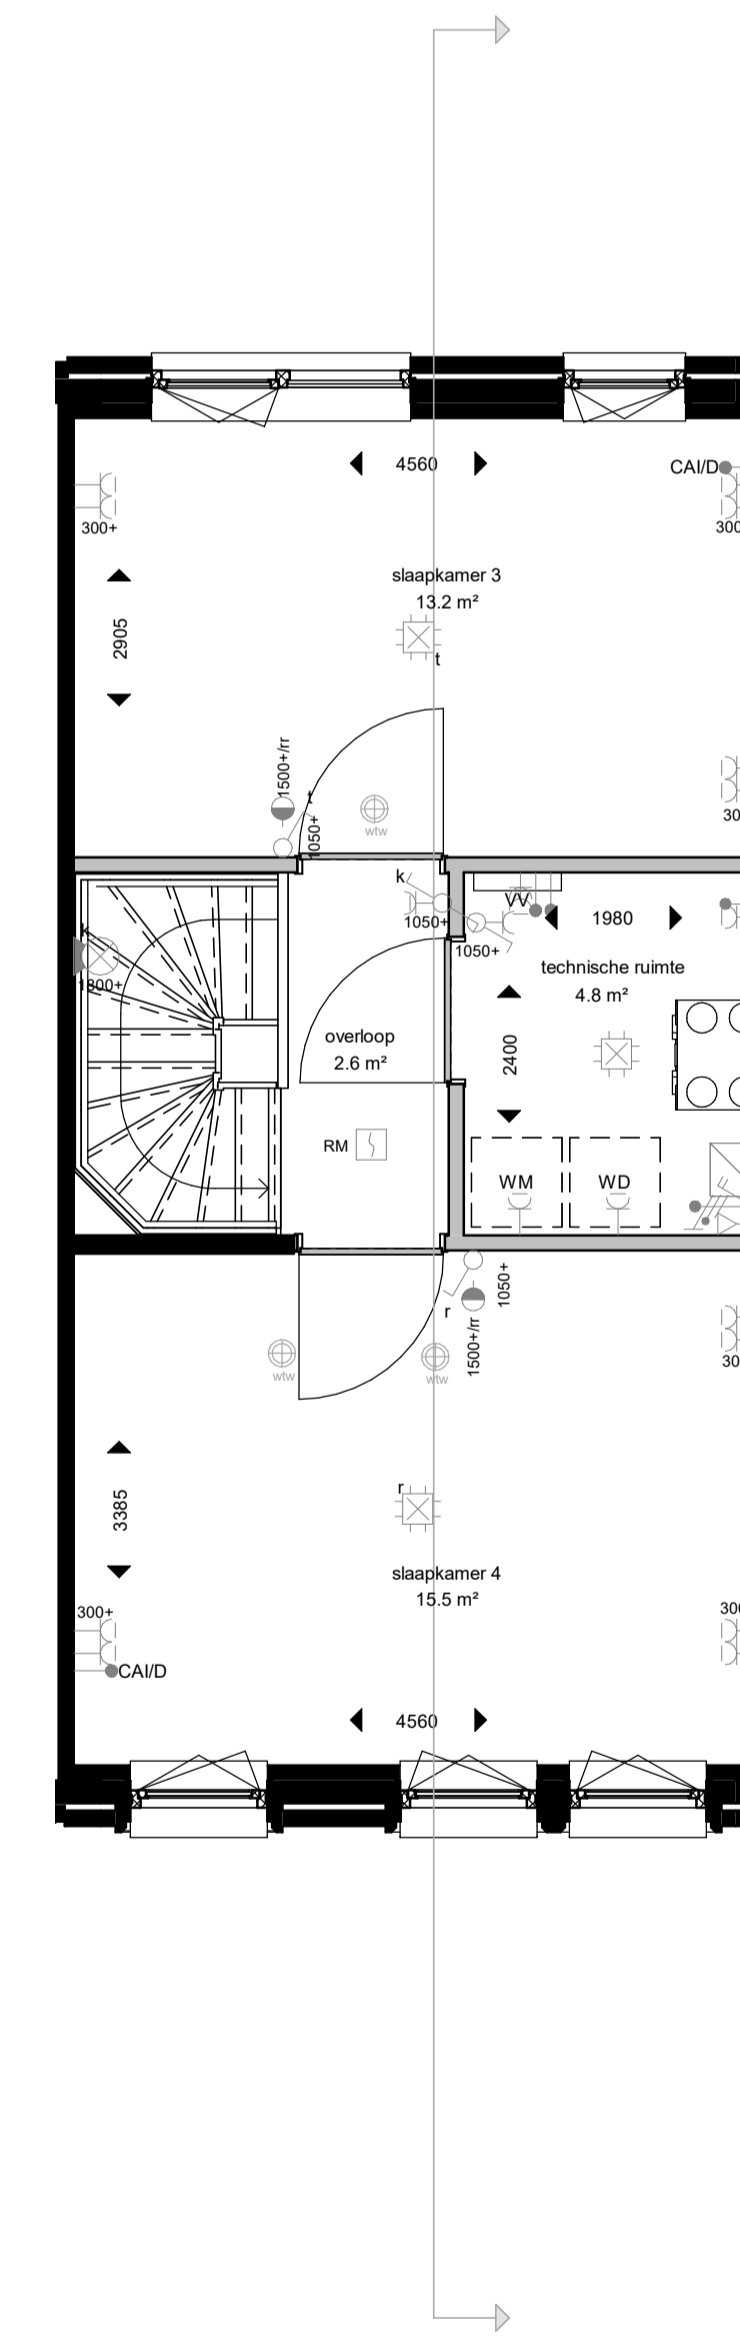 4560
CAI/D
300+
300
slaapkamer 3
13.2 m²
2905
t
1500+/rr
t
1050+
wtw
30
k
VV
1050+
1050+
1980
1800+
technische ruimte
4.8 m²
overloop
2.6 m²
2400
RM
WM
WD
1050+
r
1500+/rr
wtw
wtw
30
r
3385
slaapkamer 4
15.5 m²
300+
300
CAI/D
4560